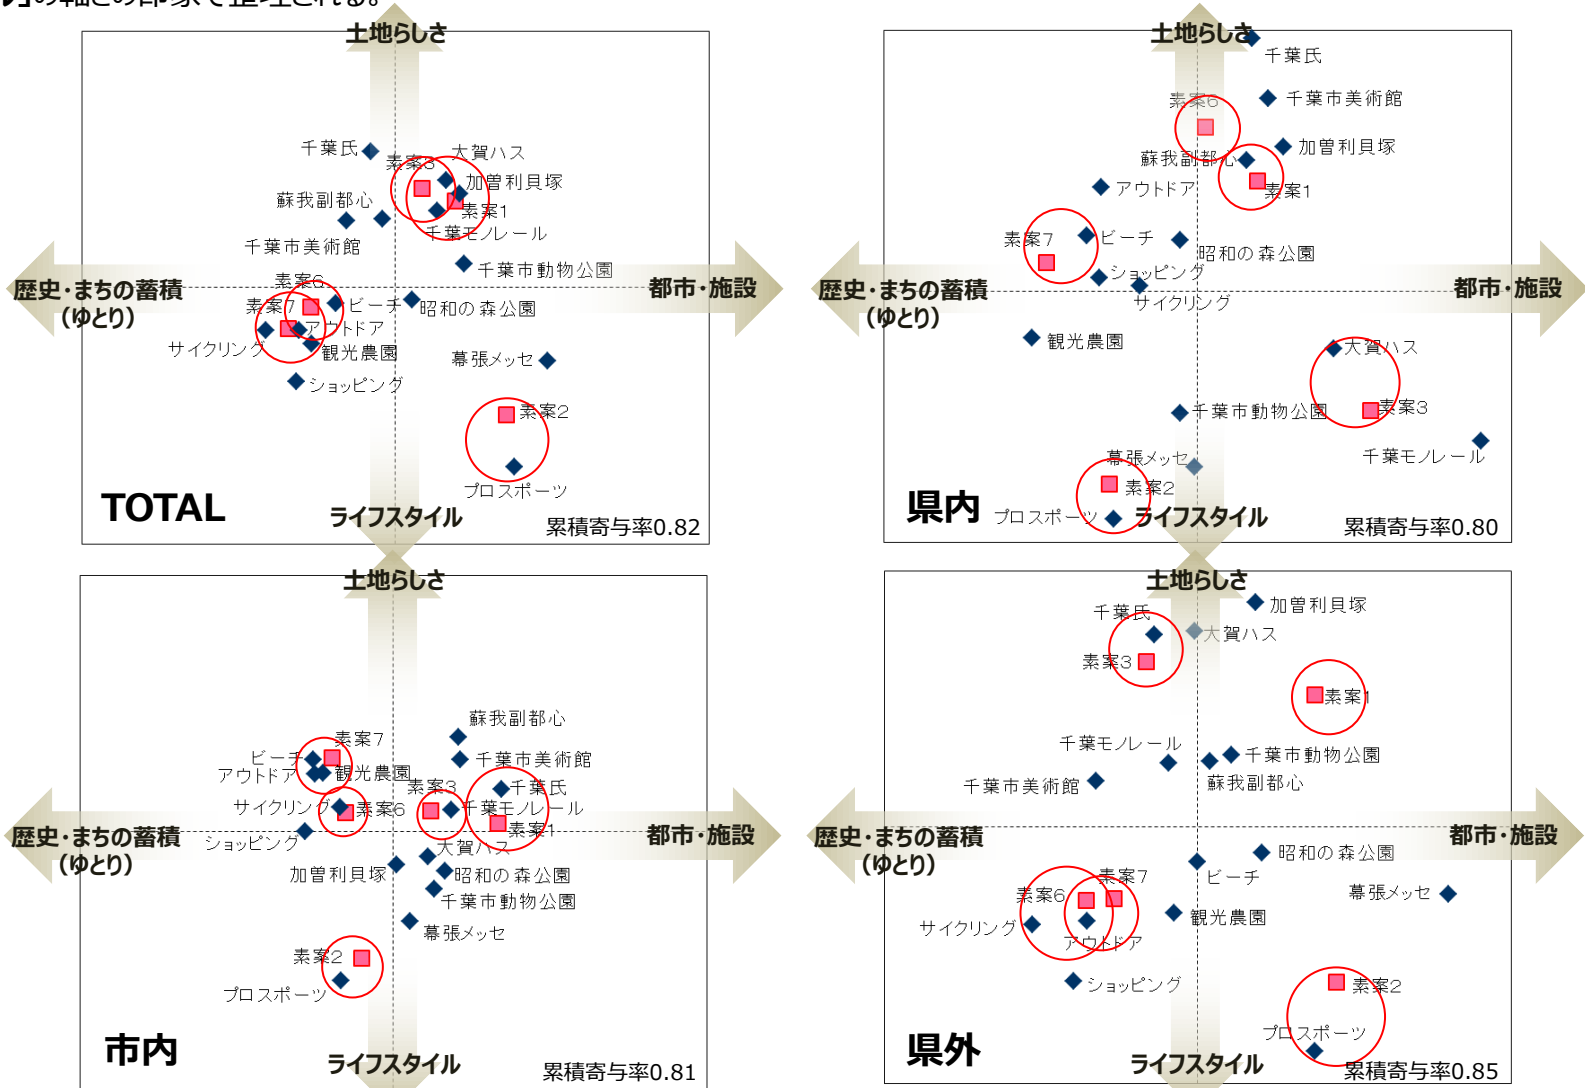 の軸との印象で整理される。
土地らしさ
千葉氏
素案3
大賀ハス
加曽利貝塚
素案1
蘇我副都心
千葉市美術館
千葉モノレール
千葉市動物公園
歴史・まちの蓄積
(ゆとり)
都市・施設
素案6
素案7
ビーチ
昭和の森公園
アウトドア
サイクリング
観光農園
ショッピング
幕張メッセ
素案2
プロスポーツ
TOTAL
ライフスタイル
累積寄与率0.82
土地らしさ
千葉氏
素案6
千葉市美術館
蘇我副都心
加曽利貝塚
アウトドア
素案1
素案7
ビーチ
昭和の森公園
ショッピング
歴史・まちの蓄積
(ゆとり)
都市・施設
サイクリング
観光農園
大賀ハス
千葉市動物公園
素案3
幕張メッセ
千葉モノレール
素案2
プロスポーツ
県内
ライフスタイル
累積寄与率0.80
土地らしさ
蘇我副都心
素案7
ビーチ
千葉市美術館
アウトドア
観光農園
千葉氏
サイクリング
素案6
素案3
千葉モノレール
素案1
歴史・まちの蓄積
(ゆとり)
都市・施設
ショッピング
大賀ハス
加曽利貝塚
昭和の森公園
千葉市動物公園
幕張メッセ
素案2
プロスポーツ
市内
ライフスタイル
累積寄与率0.81
土地らしさ
千葉氏
加曽利貝塚
大賀ハス
素案3
素案1
千葉モノレール
千葉市動物公園
千葉市美術館
蘇我副都心
歴史・まちの蓄積
(ゆとり)
都市・施設
昭和の森公園
ビーチ
素案7
素案6
幕張メッセ
観光農園
サイクリング
アウトドア
ショッピング
素案2
プロスポーツ
県外
ライフスタイル
累積寄与率0.85